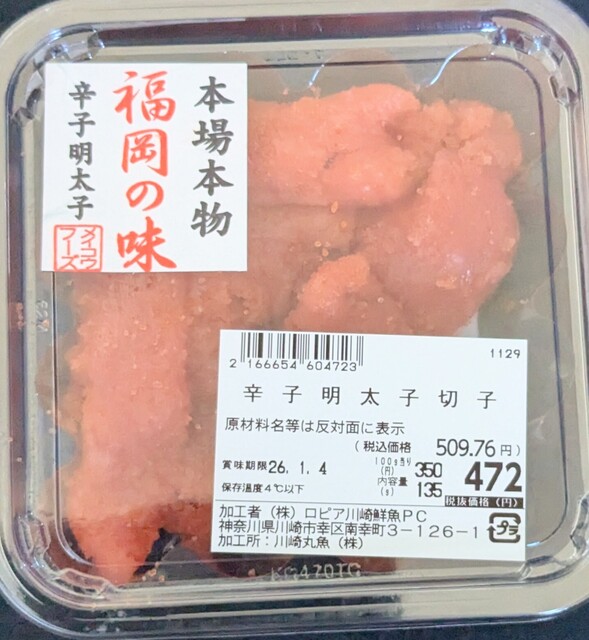 本場本物
福岡の味
辛子明太子
メイコウ
フーズ
2 166654 604723
1129
辛子明太子切子
原材料名等は反対面に表示
(税込価格 509.76円)
賞味期限26.1.4
100g当り(円) 350
保存温度4℃以下
内容量(g) 135
472
税抜価格(円)
加工者(株)ロピア川崎鮮魚PC
神奈川県川崎市幸区南幸町3-126-1
加工所:川崎丸魚(株)
プラ